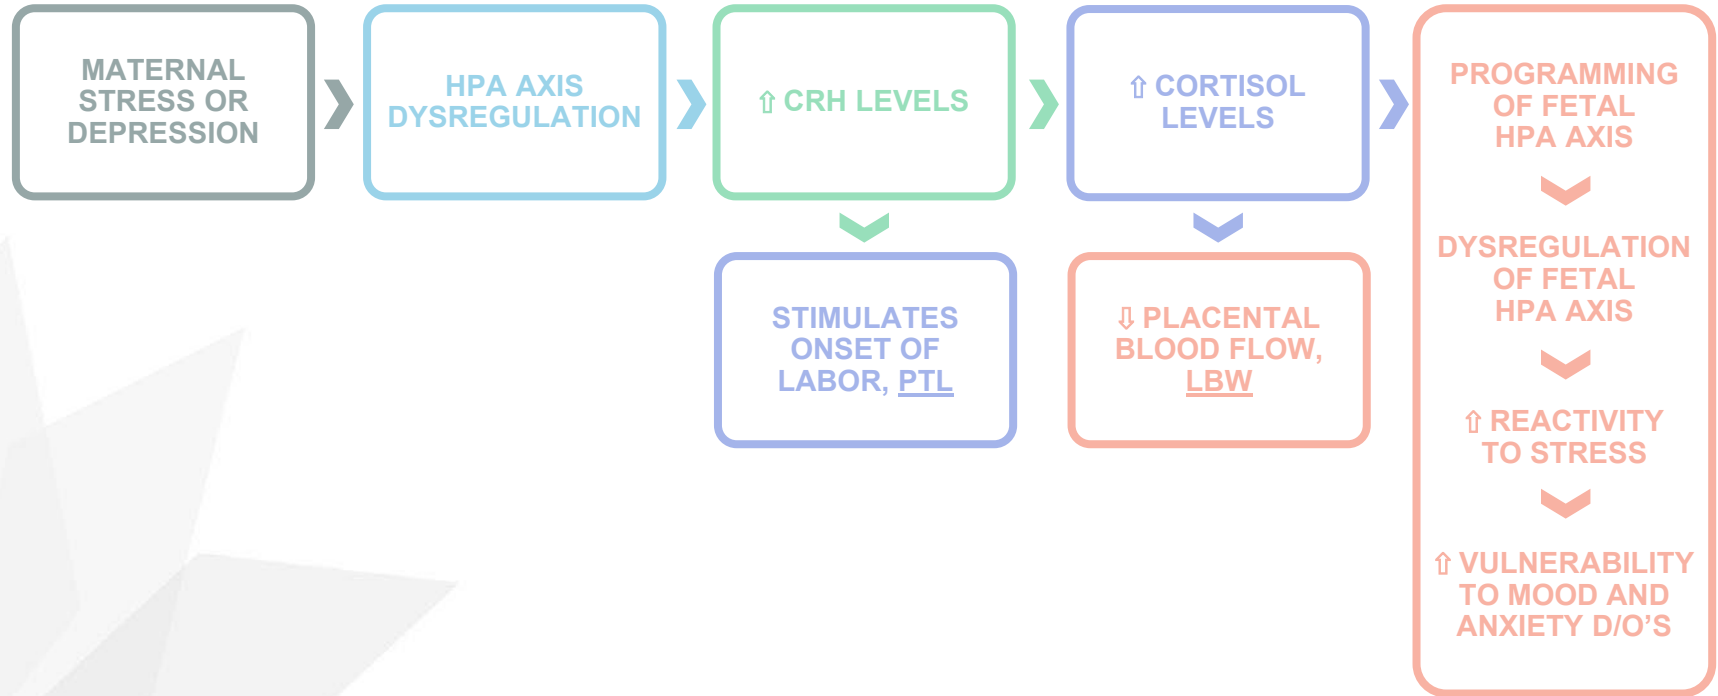 MATERNAL
STRESS OR
DEPRESSION
HPA AXIS
DYSREGULATION
⇧ CRH LEVELS
⇧ CORTISOL
LEVELS
STIMULATES
ONSET OF
LABOR, PTL
⇩ PLACENTAL
BLOOD FLOW,
LBW
PROGRAMMING
OF FETAL
HPA AXIS
DYSREGULATION
OF FETAL
HPA AXIS
⇧ REACTIVITY
TO STRESS
⇧ VULNERABILITY
TO MOOD AND
ANXIETY D/O’S